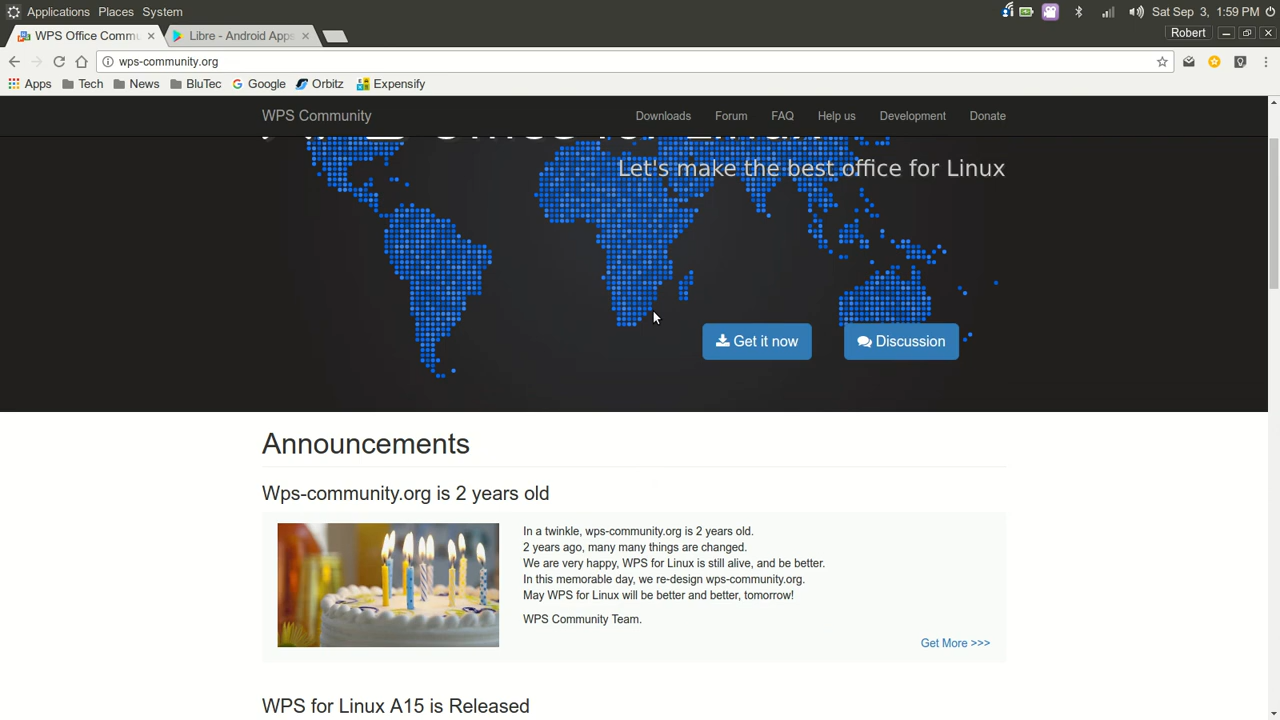 Applications Places System
Sat Sep 3, 1:59 PM
WPS Office Commu
Libre - Android Apps
Robert
wps-community.org
Apps Tech News BluTec Google Orbitz Expensify
WPS Community
Downloads Forum FAQ Help us Development Donate
Let's make the best office for Linux
Get it now
Discussion
Announcements
Wps-community.org is 2 years old
In a twinkle, wps-community.org is 2 years old.
2 years ago, many many things are changed.
We are very happy, WPS for Linux is still alive, and be better.
In this memorable day, we re-design wps-community.org.
May WPS for Linux will be better and better, tomorrow!
WPS Community Team.
Get More >>>
WPS for Linux A15 is Released